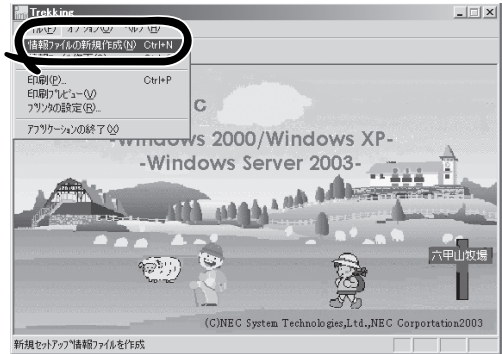 Trekking
ファイル(F) オプション(O) ヘルプ(H)
情報ファイルの新規作成(N) Ctrl+N
印刷(P)... Ctrl+P
印刷プレビュー(V)
プリンタの設定(R)...
アプリケーションの終了(X)
C
-Windows 2000/Windows XP-
-Windows Server 2003-
六甲山牧場
(C)NEC System Technologies,Ltd.,NEC Corportation2003
新規セットアップ情報ファイルを作成